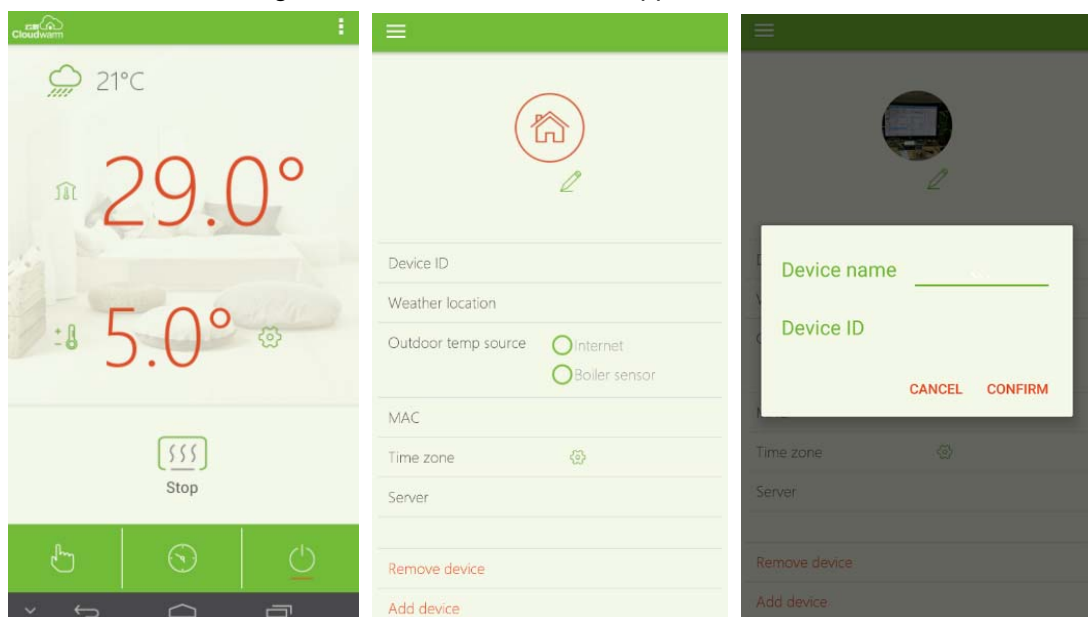 Cloudwarm
21°C
29.0°
5.0°
Stop
Device ID
Weather location
Outdoor temp source
Internet
Boiler sensor
MAC
Time zone
Server
Remove device
Add device
Device name
Device ID
CANCEL CONFIRM
Time zone
Server
Remove device
Add device